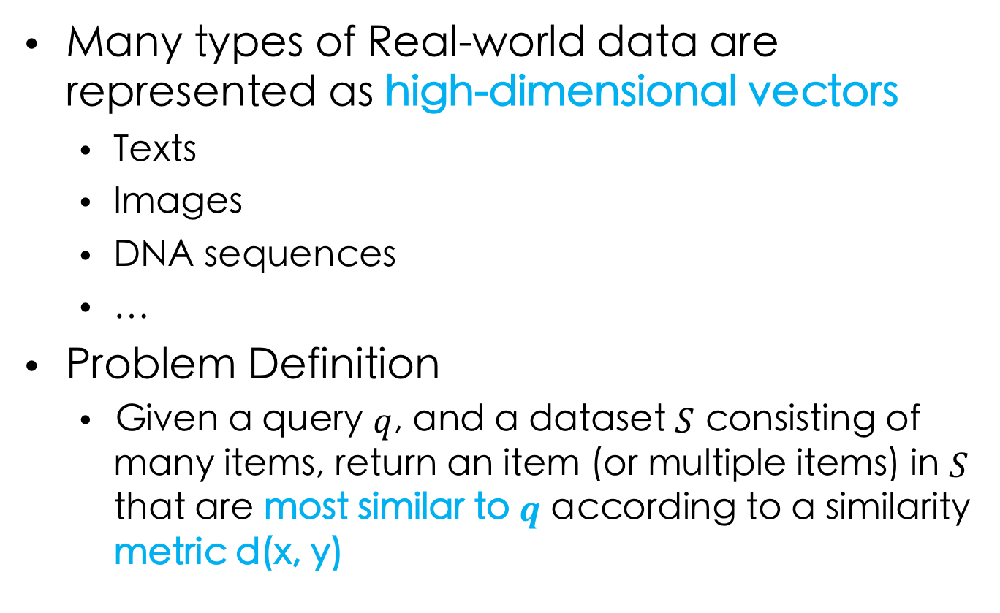 • Many types of Real-world data are
represented as high-dimensional vectors
• Texts
• Images
• DNA sequences
• …
• Problem Definition
• Given a query q, and a dataset S consisting of
many items, return an item (or multiple items) in S
that are most similar to q according to a similarity
metric d(x, y)